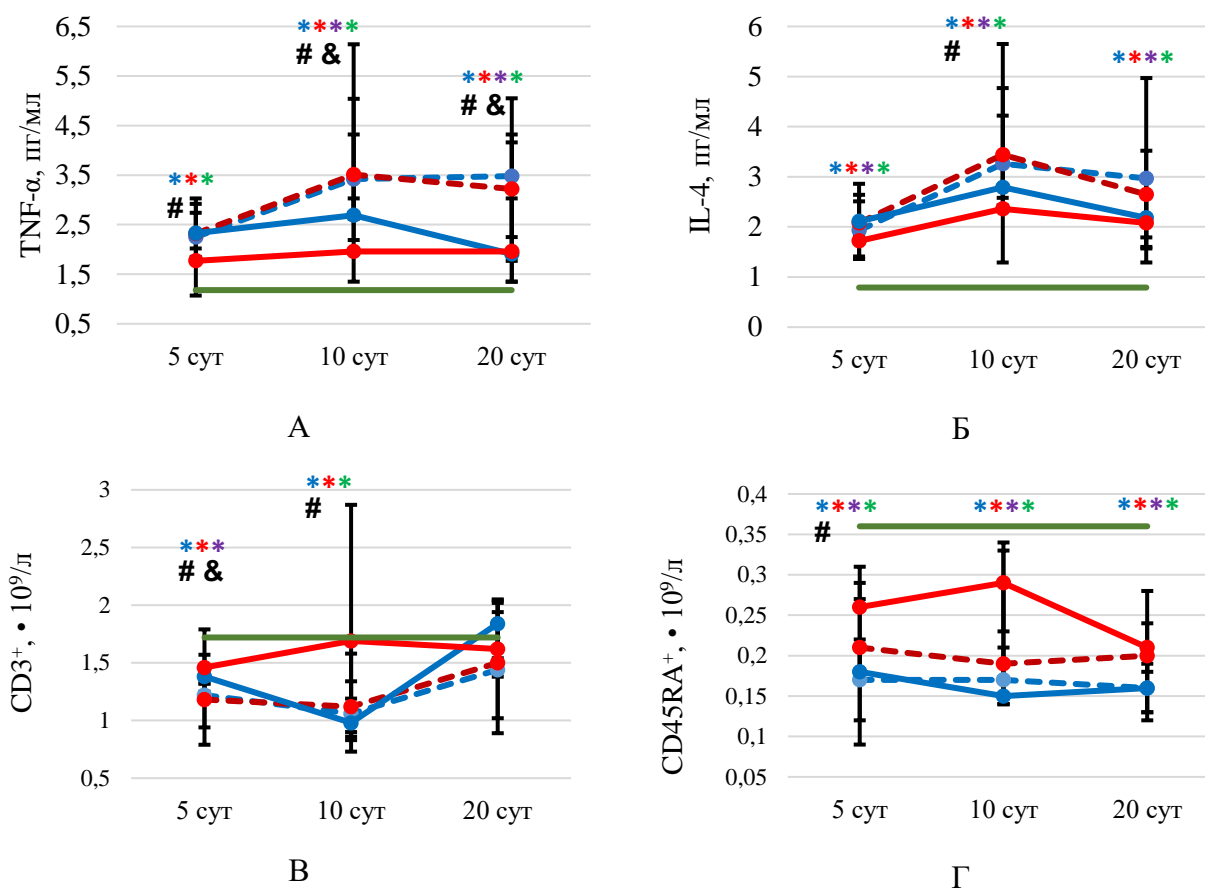 6,5
5,5
4,5
3,5
2,5
1,5
0,5
TNF-α, пг/мл
****
# &
****
# &
***
#
5 сут
10 сут
20 сут
А
6
5
4
3
2
1
0
IL-4, пг/мл
****
#
****
****
5 сут
10 сут
20 сут
Б
3
2,5
2
1,5
1
0,5
CD3⁺, • 10⁹/л
***
#
***
# &
5 сут
10 сут
20 сут
В
0,4
0,35
0,3
0,25
0,2
0,15
0,1
0,05
CD45RA⁺, • 10⁹/л
****
#
****
****
5 сут
10 сут
20 сут
Г